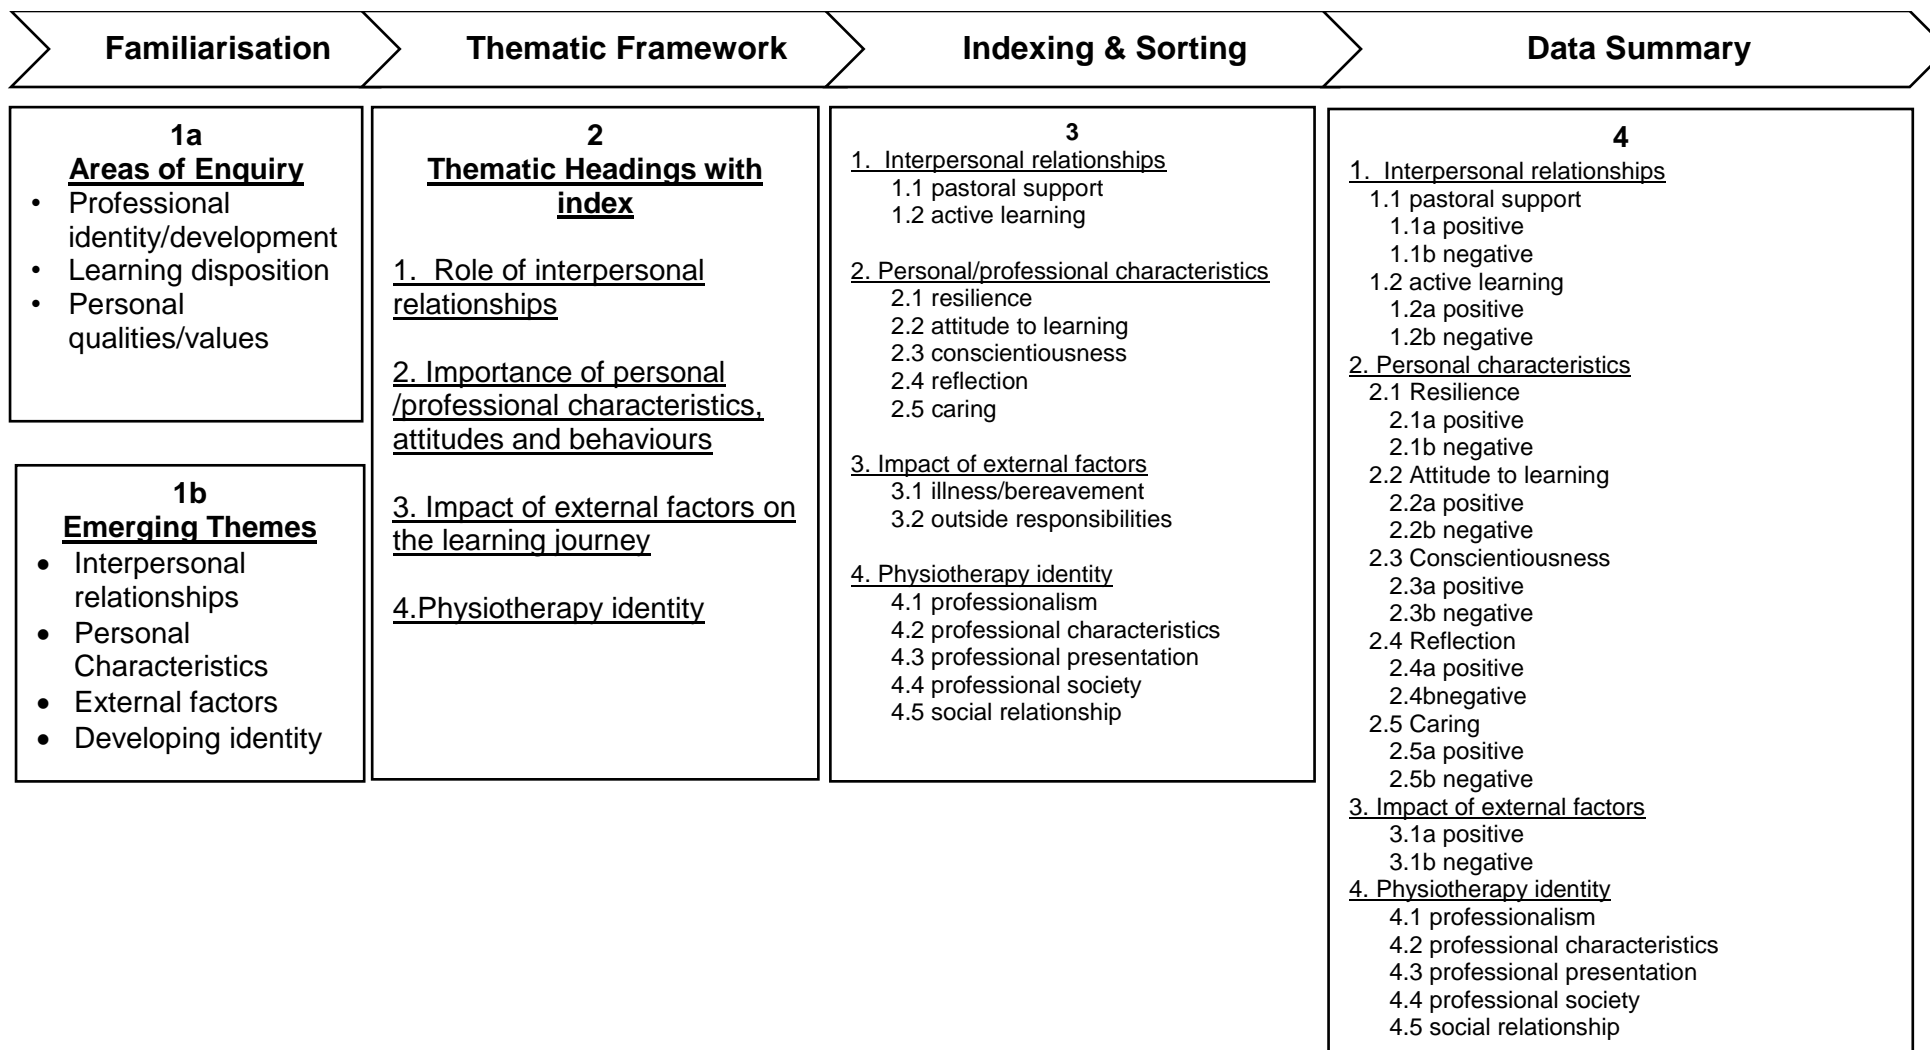 Familiarisation
Thematic Framework
Indexing & Sorting
Data Summary
1a
Areas of Enquiry
• Professional
identity/development
• Learning disposition
• Personal
qualities/values
1b
Emerging Themes
• Interpersonal
relationships
• Personal
Characteristics
• External factors
• Developing identity
2
Thematic Headings with
index
1. Role of interpersonal
relationships
2. Importance of personal
/professional characteristics,
attitudes and behaviours
3. Impact of external factors on
the learning journey
4.Physiotherapy identity
3
1. Interpersonal relationships
1.1 pastoral support
1.2 active learning
2. Personal/professional characteristics
2.1 resilience
2.2 attitude to learning
2.3 conscientiousness
2.4 reflection
2.5 caring
3. Impact of external factors
3.1 illness/bereavement
3.2 outside responsibilities
4. Physiotherapy identity
4.1 professionalism
4.2 professional characteristics
4.3 professional presentation
4.4 professional society
4.5 social relationship
4
1. Interpersonal relationships
1.1 pastoral support
1.1a positive
1.1b negative
1.2 active learning
1.2a positive
1.2b negative
2. Personal characteristics
2.1 Resilience
2.1a positive
2.1b negative
2.2 Attitude to learning
2.2a positive
2.2b negative
2.3 Conscientiousness
2.3a positive
2.3b negative
2.4 Reflection
2.4a positive
2.4bnegative
2.5 Caring
2.5a positive
2.5b negative
3. Impact of external factors
3.1a positive
3.1b negative
4. Physiotherapy identity
4.1 professionalism
4.2 professional characteristics
4.3 professional presentation
4.4 professional society
4.5 social relationship